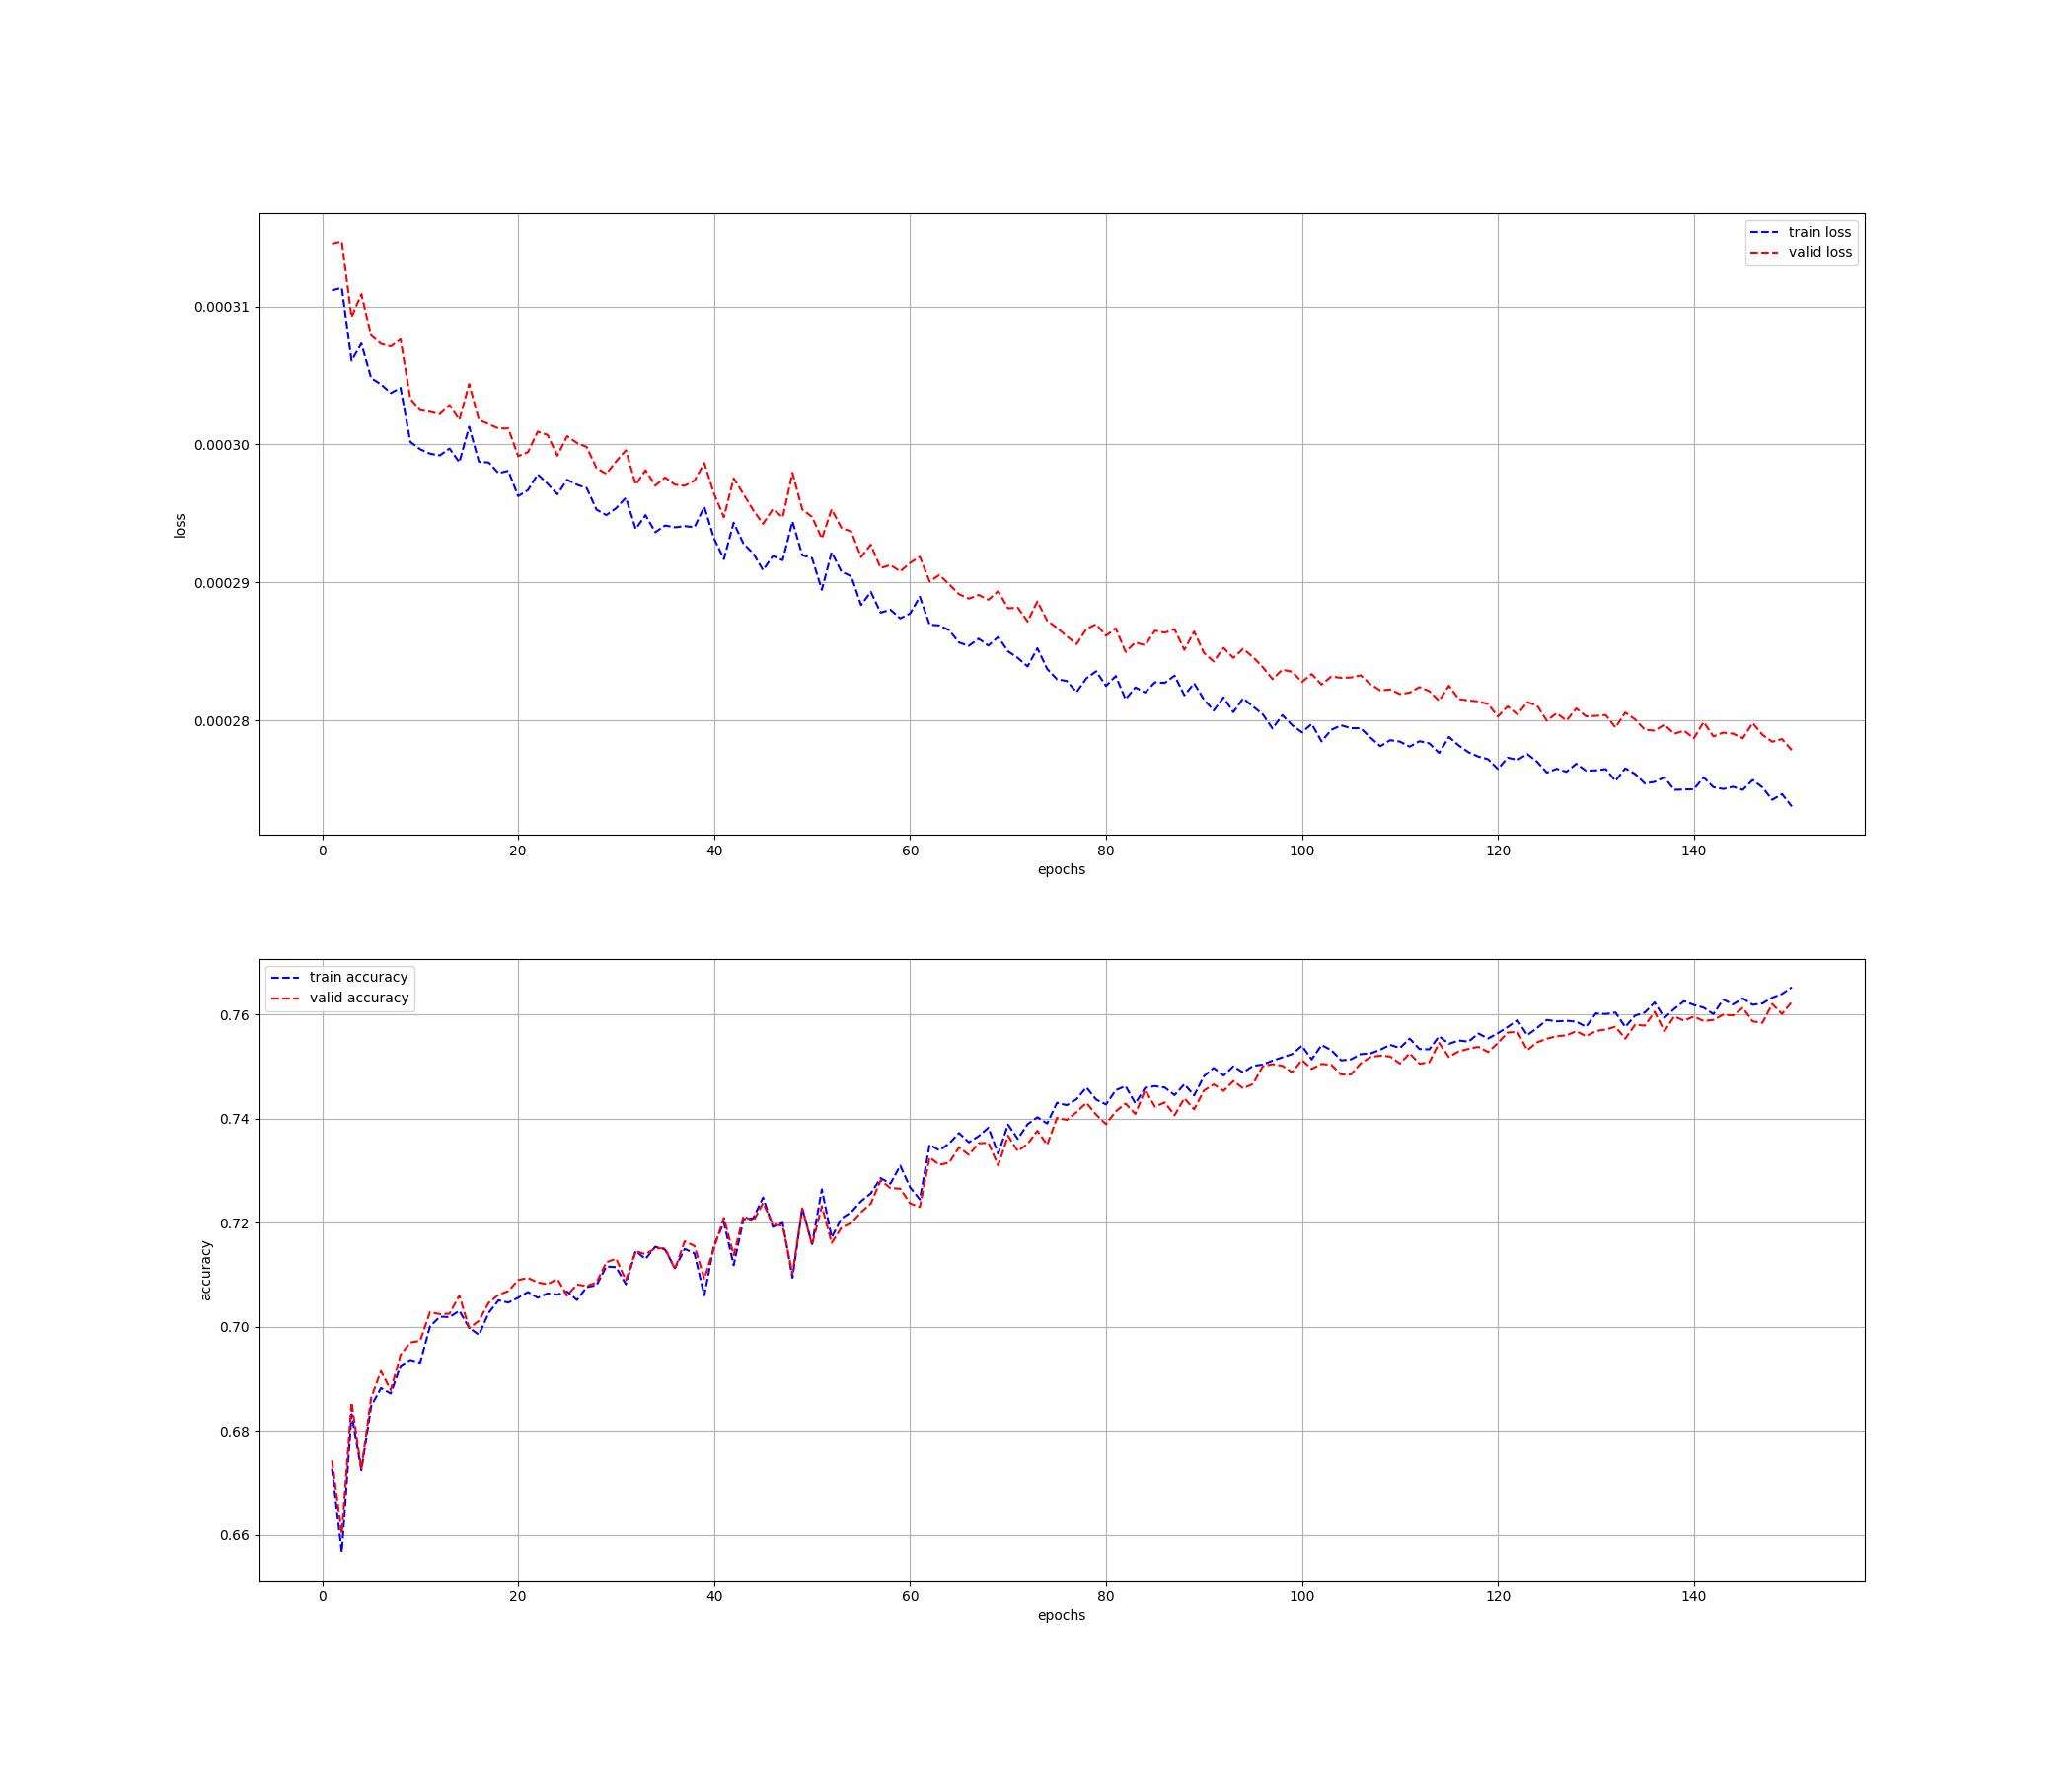 train loss
valid loss
0.00031
0.00030
0.00029
0.00028
loss
0 20 40 60 80 100 120 140
epochs
train accuracy
valid accuracy
0.76
0.74
0.72
0.70
0.68
0.66
accuracy
0 20 40 60 80 100 120 140
epochs